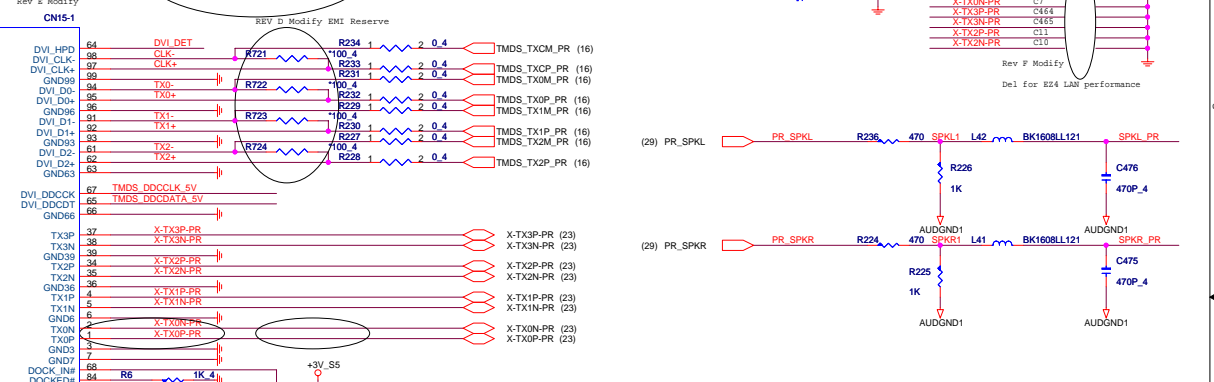 Rev E Modify
CN15-1
REV D Modify EMI Reserve
DVI_HPD 64 DVI_DET R234 1 2 0_4 TMDS_TXCM_PR (16)
DVI_CLK- 98 CLK- R721 *100_4
DVI_CLK+ 97 CLK+ R233 1 2 0_4 TMDS_TXCP_PR (16)
GND99 99 R231 1 2 0_4 TMDS_TX0M_PR (16)
DVI_D0- 94 TX0- R722 *100_4
DVI_D0+ 95 TX0+ R232 1 2 0_4 TMDS_TX0P_PR (16)
GND96 96 R229 1 2 0_4 TMDS_TX1M_PR (16)
DVI_D1- 91 TX1- R723 *100_4
DVI_D1+ 92 TX1+ R230 1 2 0_4 TMDS_TX1P_PR (16)
GND93 93 R227 1 2 0_4 TMDS_TX2M_PR (16)
DVI_D2- 61 TX2- R724 *100_4
DVI_D2+ 62 TX2+ R228 1 2 0_4 TMDS_TX2P_PR (16)
GND63 63
DVI_DDCCK 67 TMDS_DDCCLK_5V
DVI_DDCDT 65 TMDS_DDCDATA_5V
GND66 66
TX3P 37 X-TX3P-PR X-TX3P-PR (23)
TX3N 38 X-TX3N-PR X-TX3N-PR (23)
GND39 39
TX2P 34 X-TX2P-PR X-TX2P-PR (23)
TX2N 35 X-TX2N-PR X-TX2N-PR (23)
GND36 36
TX1P 4 X-TX1P-PR X-TX1P-PR (23)
TX1N 5 X-TX1N-PR X-TX1N-PR (23)
GND6 6
TX0N 2 X-TX0N-PR X-TX0N-PR (23)
TX0P 1 X-TX0P-PR X-TX0P-PR (23)
GND3 3
GND7 7
DOCK_IN# 68
DOCKED# 84 R6 1K_4
+3V_S5
X-TX0N-PR C7
X-TX3P-PR C464
X-TX3N-PR C465
X-TX2P-PR C11
X-TX2N-PR C10
Rev F Modify
Del for EZ4 LAN performance
(29) PR_SPKL PR_SPKL R236 470 SPKL1 L42 BK1608LL121 SPKL_PR
R226
1K
C476
470P_4
AUDGND1 AUDGND1
(29) PR_SPKR PR_SPKR R224 470 SPKR1 L41 BK1608LL121 SPKR_PR
R225
1K
C475
470P_4
AUDGND1 AUDGND1